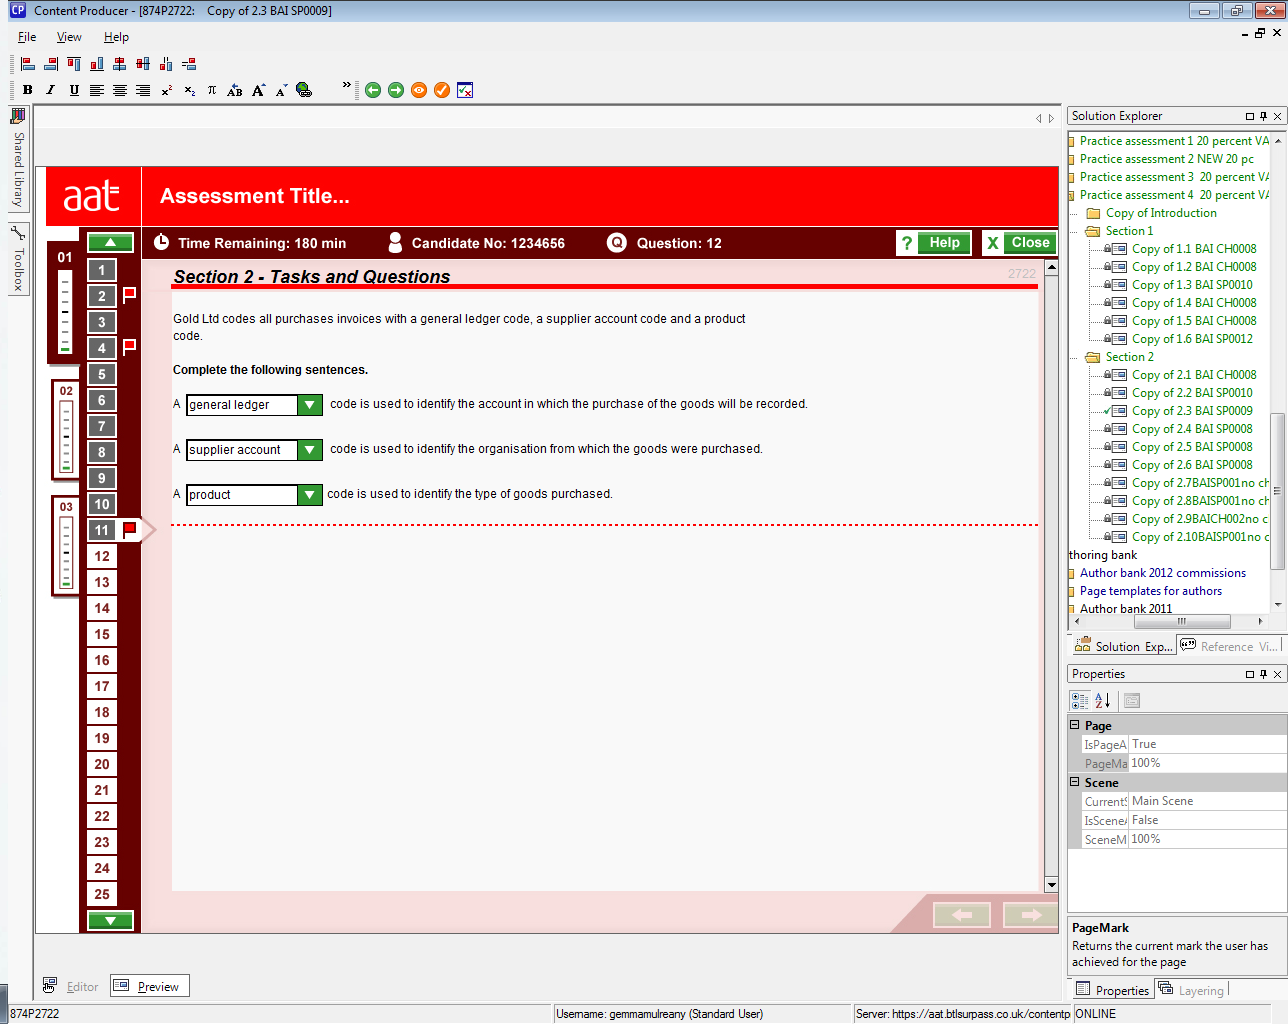 Content Producer - [874P2722: Copy of 2.3 BAI SP0009]
File View Help
B I U x² x₂ π AB A A »
Shared Library
Toolbox
aat
Assessment Title...
Time Remaining: 180 min
Candidate No: 1234656
Q Question: 12
? Help
X Close
01
02
03
1
2
3
4
5
6
7
8
9
10
11
12
13
14
15
16
17
18
19
20
21
22
23
24
25
Section 2 - Tasks and Questions
2722
Gold Ltd codes all purchases invoices with a general ledger code, a supplier account code and a product
code.
Complete the following sentences.
A general ledger code is used to identify the account in which the purchase of the goods will be recorded.
A supplier account code is used to identify the organisation from which the goods were purchased.
A product code is used to identify the type of goods purchased.
Editor Preview
Solution Explorer
Practice assessment 1 20 percent VA
Practice assessment 2 NEW 20 pc
Practice assessment 3 20 percent VA
Practice assessment 4 20 percent VA
Copy of Introduction
Section 1
Copy of 1.1 BAI CH0008
Copy of 1.2 BAI CH0008
Copy of 1.3 BAI SP0010
Copy of 1.4 BAI CH0008
Copy of 1.5 BAI CH0008
Copy of 1.6 BAI SP0012
Section 2
Copy of 2.1 BAI CH0008
Copy of 2.2 BAI SP0010
Copy of 2.3 BAI SP0009
Copy of 2.4 BAI SP0008
Copy of 2.5 BAI SP0008
Copy of 2.6 BAI SP0008
Copy of 2.7BAISP001no ch
Copy of 2.8BAISP001no ch
Copy of 2.9BAICH002no c
Copy of 2.10BAISP001no c
thoring bank
Author bank 2012 commissions
Page templates for authors
Author bank 2011
Solution Exp... Reference Vi...
Properties
Page
IsPageA True
PageMa 100%
Scene
CurrentS Main Scene
IsSceneA False
SceneM 100%
PageMark
Returns the current mark the user has
achieved for the page
Properties Layering
874P2722
Username: gemmamulreany (Standard User)
Server: https://aat.btlsurpass.co.uk/contentp
ONLINE